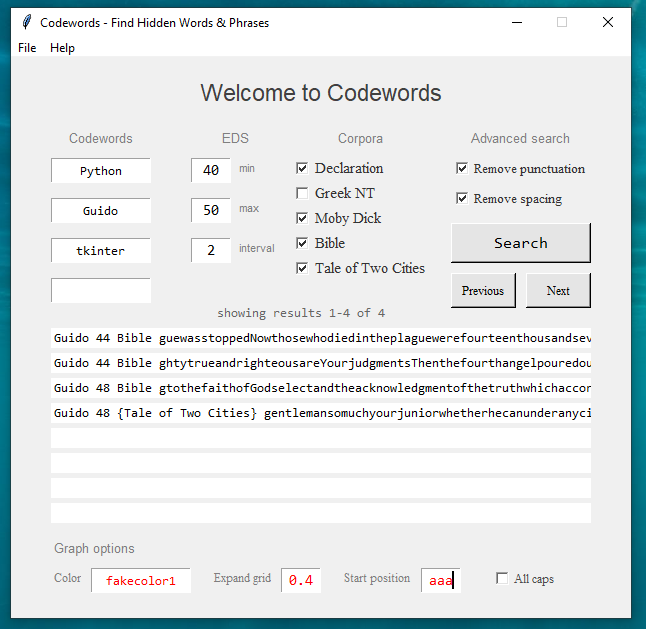 Codewords - Find Hidden Words & Phrases
File Help
Welcome to Codewords
Codewords EDS Corpora Advanced search
Python 40 min Declaration Remove punctuation
Greek NT
Guido 50 max Moby Dick Remove spacing
tkinter 2 interval Bible Search
Tale of Two Cities
Previous Next
showing results 1-4 of 4
Guido 44 Bible guewasstoppedNowthosewhodiedintheplaguewerefourteenthousandsev
Guido 44 Bible ghtytrueandrighteousareYourjudgmentsThenthefourthangelpouredou
Guido 48 Bible gtothefaithofGodselectandtheacknowledgmentofthetruthwhichaccor
Guido 48 {Tale of Two Cities} gentlemansomuchyourjuniorwhetherhecanunderanyci
Graph options
Color fakecolor1 Expand grid 0.4 Start position aaa All caps